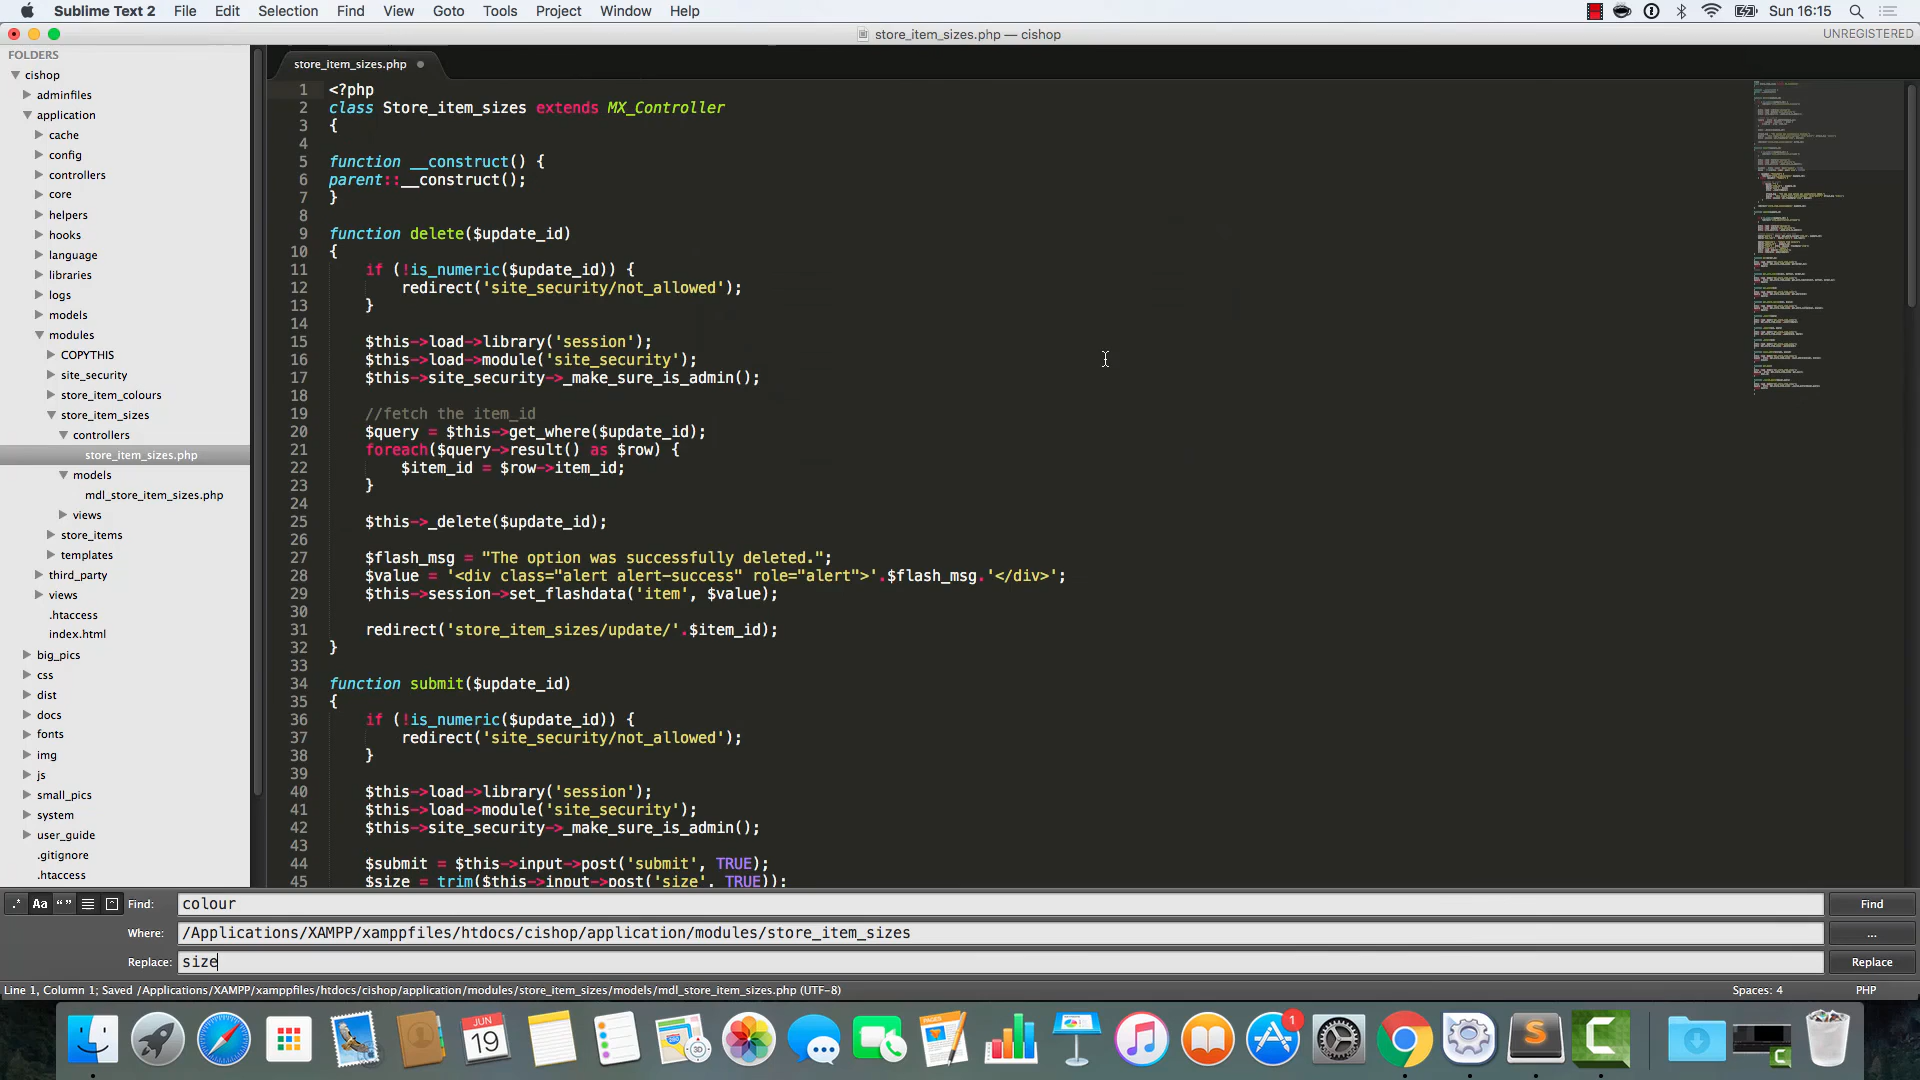 Sublime Text 2 File Edit Selection Find View Goto Tools Project Window Help Sun 16:15
store_item_sizes.php — cishop UNREGISTERED
FOLDERS
cishop
adminfiles
application
cache
config
controllers
core
helpers
hooks
language
libraries
logs
models
modules
COPYTHIS
site_security
store_item_colours
store_item_sizes
controllers
store_item_sizes.php
models
mdl_store_item_sizes.php
views
store_items
templates
third_party
views
.htaccess
index.html
big_pics
css
dist
docs
fonts
img
js
small_pics
system
user_guide
.gitignore
.htaccess
store_item_sizes.php
1 <?php
2 class Store_item_sizes extends MX_Controller
3 {
4
5 function __construct() {
6 parent::__construct();
7 }
8
9 function delete($update_id)
10 {
11 if (!is_numeric($update_id)) {
12 redirect('site_security/not_allowed');
13 }
14
15 $this->load->library('session');
16 $this->load->module('site_security');
17 $this->site_security->_make_sure_is_admin();
18
19 //fetch the item_id
20 $query = $this->get_where($update_id);
21 foreach($query->result() as $row) {
22 $item_id = $row->item_id;
23 }
24
25 $this->_delete($update_id);
26
27 $flash_msg = "The option was successfully deleted.";
28 $value = '<div class="alert alert-success" role="alert">'.$flash_msg.'</div>';
29 $this->session->set_flashdata('item', $value);
30
31 redirect('store_item_sizes/update/'.$item_id);
32 }
33
34 function submit($update_id)
35 {
36 if (!is_numeric($update_id)) {
37 redirect('site_security/not_allowed');
38 }
39
40 $this->load->library('session');
41 $this->load->module('site_security');
42 $this->site_security->_make_sure_is_admin();
43
44 $submit = $this->input->post('submit', TRUE);
45 $size = trim($this->input->post('size', TRUE));
.* Aa “” Find: colour Find
Where: /Applications/XAMPP/xamppfiles/htdocs/cishop/application/modules/store_item_sizes ...
Replace: size Replace
Line 1, Column 1; Saved /Applications/XAMPP/xamppfiles/htdocs/cishop/application/modules/store_item_sizes/models/mdl_store_item_sizes.php (UTF-8) Spaces: 4 PHP
JUN
19
3D
1